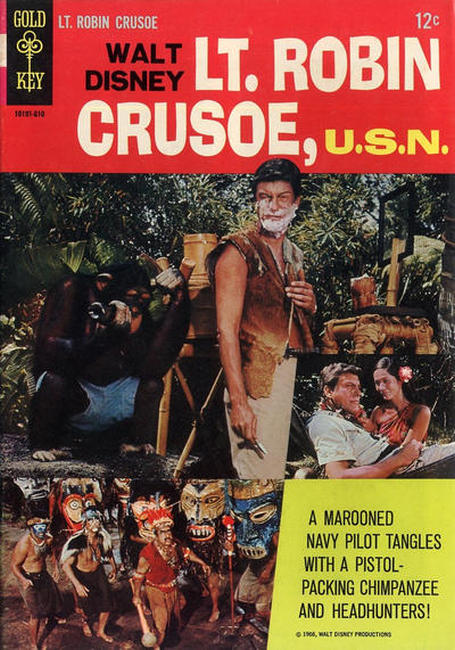 GOLD
KEY
10191-610
LT. ROBIN CRUSOE
12c
WALT
DISNEY
LT. ROBIN
CRUSOE, U.S.N.
A MAROONED
NAVY PILOT TANGLES
WITH A PISTOL-
PACKING CHIMPANZEE
AND HEADHUNTERS!
© 1966, WALT DISNEY PRODUCTIONS